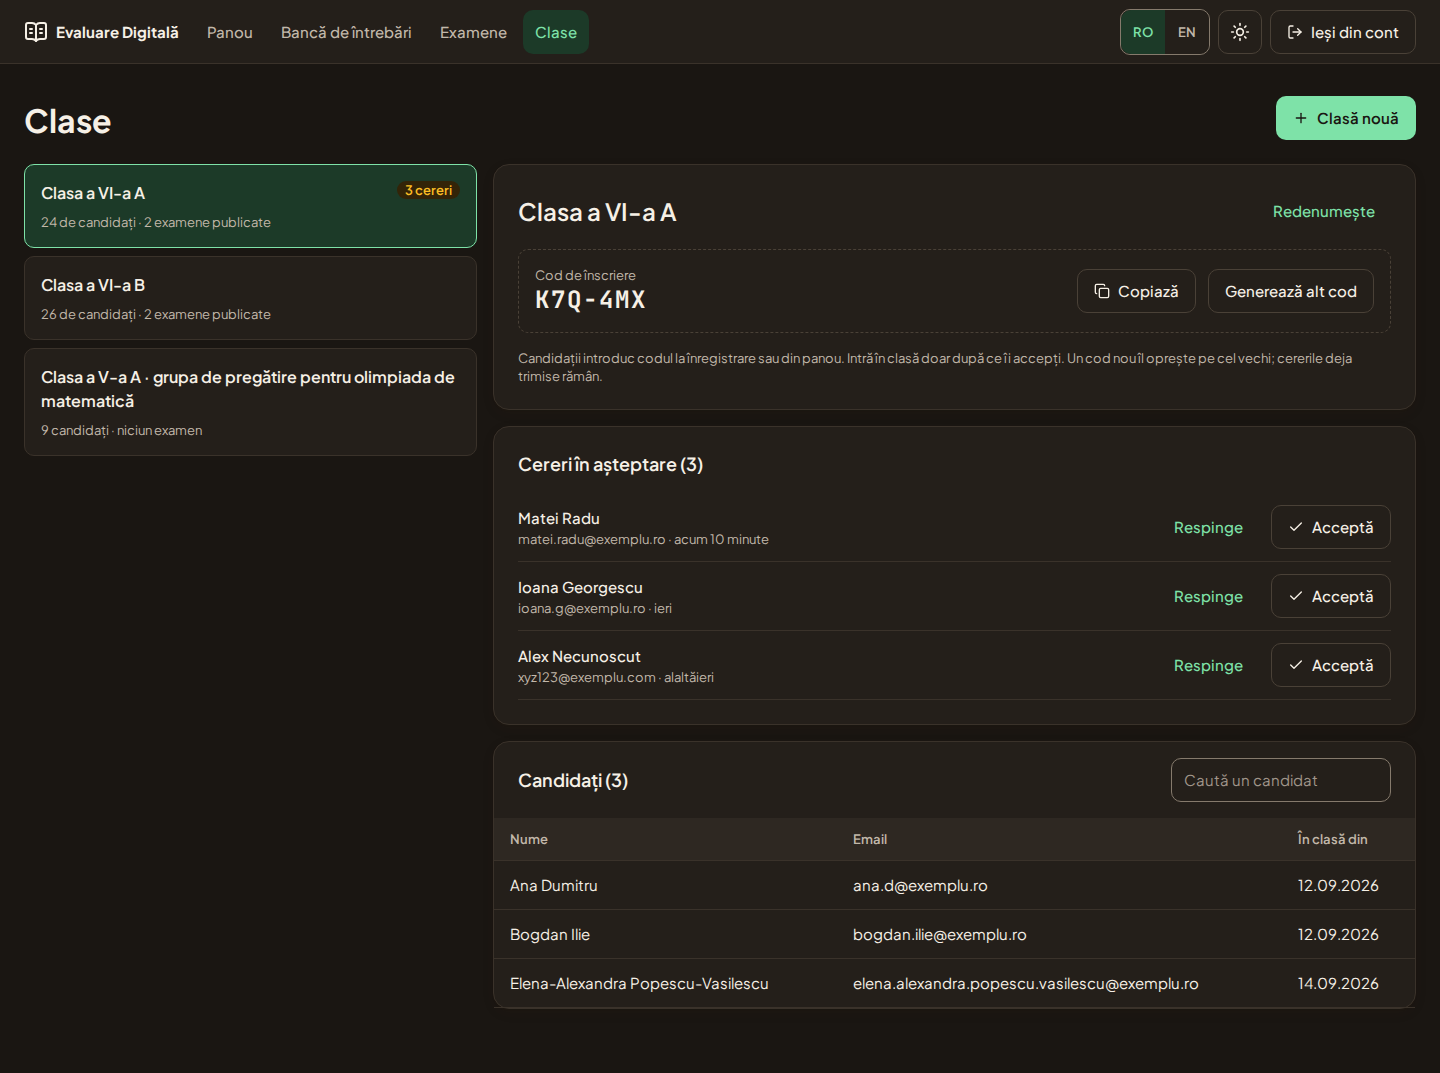 Evaluare Digitală
Panou
Bancă de întrebări
Examene
Clase
RO
EN
Ieși din cont
Clase
Clasă nouă
Clasa a VI-a A
3 cereri
24 de candidați · 2 examene publicate
Clasa a VI-a B
26 de candidați · 2 examene publicate
Clasa a V-a A · grupa de pregătire pentru olimpiada de
matematică
9 candidați · niciun examen
Clasa a VI-a A
Redenumește
Cod de înscriere
K7Q-4MX
Copiază
Generează alt cod
Candidații introduc codul la înregistrare sau din panou. Intră în clasă doar după ce îi accepți. Un cod nou îl oprește pe cel vechi; cererile deja
trimise rămân.
Cereri în așteptare (3)
Matei Radu
matei.radu@exemplu.ro · acum 10 minute
Respinge
Acceptă
Ioana Georgescu
ioana.g@exemplu.ro · ieri
Respinge
Acceptă
Alex Necunoscut
xyz123@exemplu.com · alaltăieri
Respinge
Acceptă
Candidați (3)
Caută un candidat
Nume
Email
În clasă din
Ana Dumitru
ana.d@exemplu.ro
12.09.2026
Bogdan Ilie
bogdan.ilie@exemplu.ro
12.09.2026
Elena-Alexandra Popescu-Vasilescu
elena.alexandra.popescu.vasilescu@exemplu.ro
14.09.2026